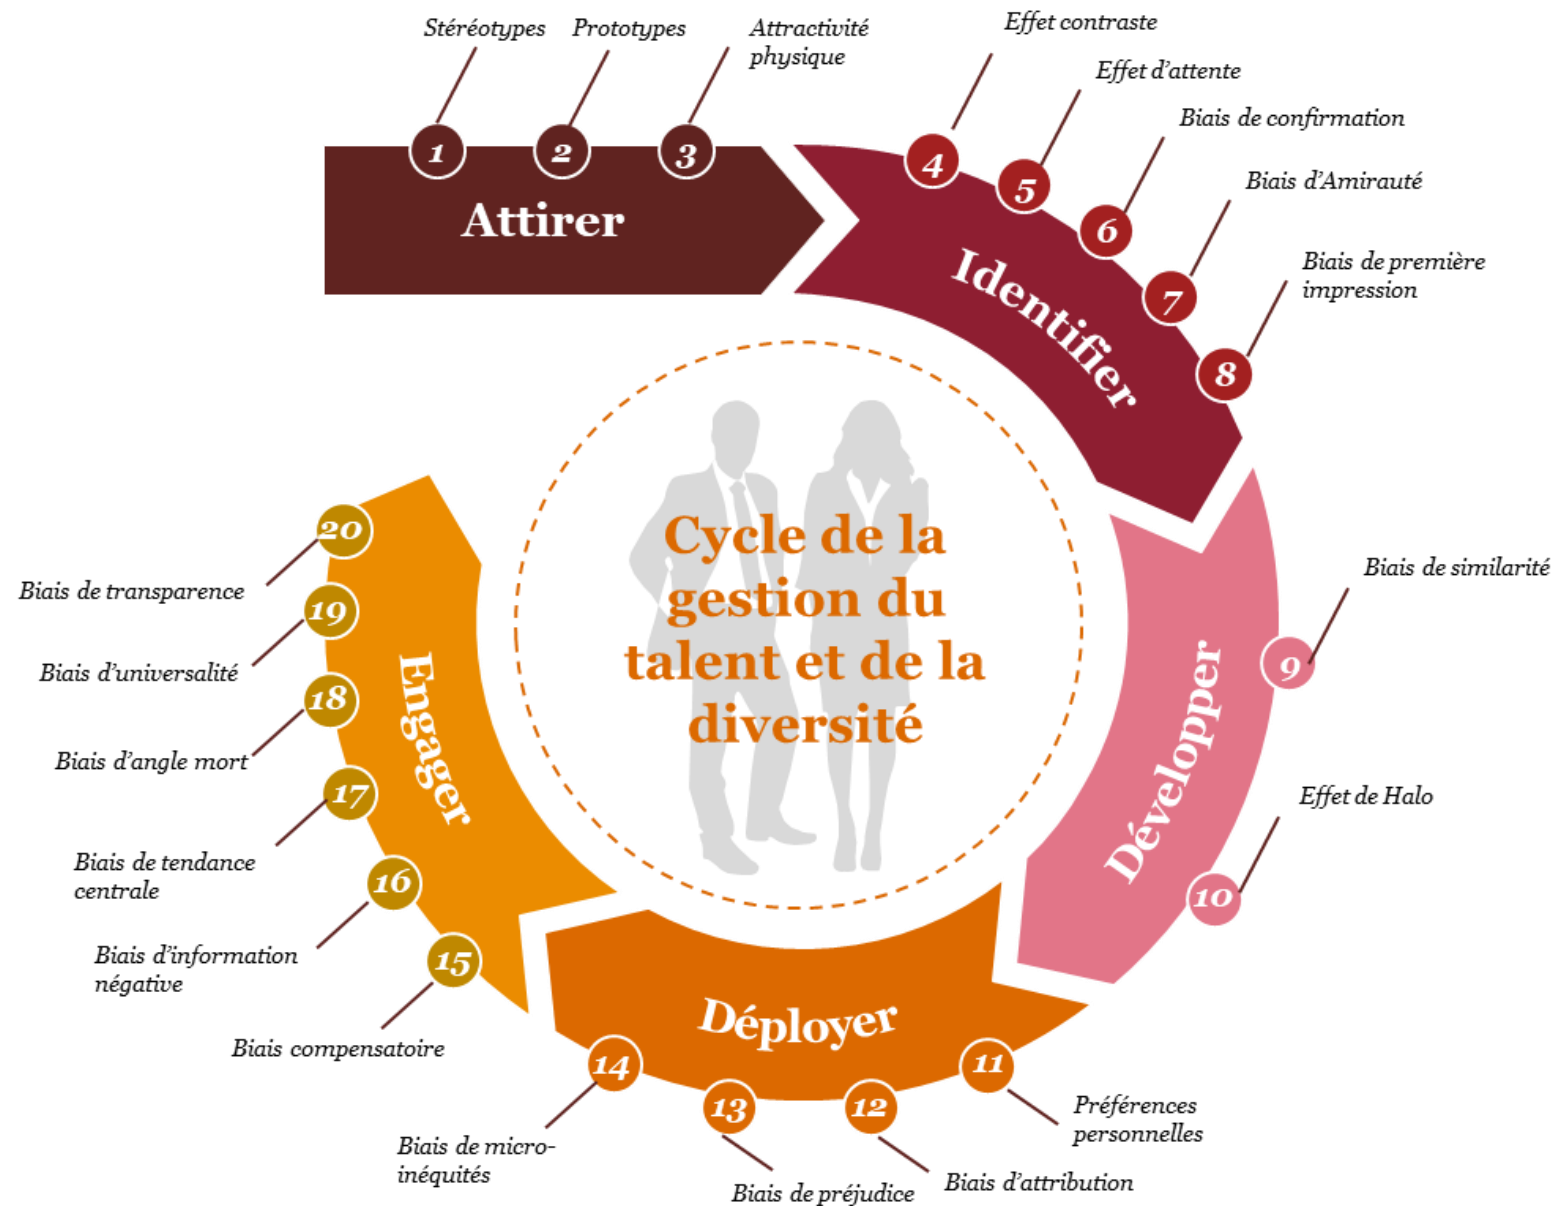 Stéréotypes
1
Prototypes
2
Attractivité
physique
3
Attirer
Effet contraste
4
Effet d'attente
5
Biais de confirmation
6
Biais d'Amirauté
7
Biais de première
impression
8
Identifier
Biais de similarité
9
Effet de Halo
10
Développer
11
Préférences
personnelles
12
Biais d'attribution
13
Biais de préjudice
14
Biais de micro-
inéquités
Déployer
15
Biais compensatoire
16
Biais d'information
négative
17
Biais de tendance
centrale
18
Biais d'angle mort
19
Biais d'universalité
20
Biais de transparence
Engager
Cycle de la
gestion du
talent et de la
diversité